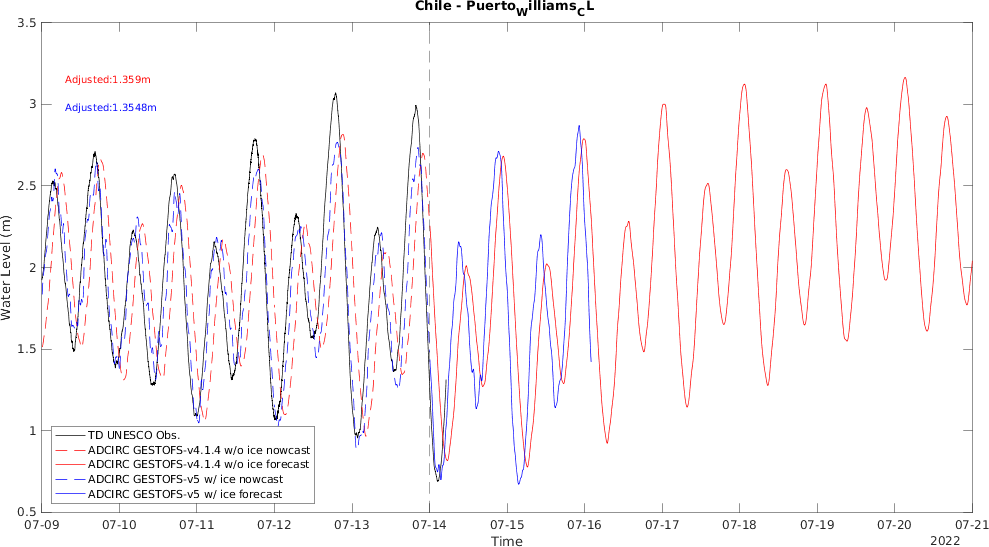 Chile - PuertoWilliamsCL
3.5
Adjusted:1.359m
3
Adjusted:1.3548m
2.5
2
Water Level (m)
1.5
1
TD UNESCO Obs.
ADCIRC GESTOFS-v4.1.4 w/o ice nowcast
ADCIRC GESTOFS-v4.1.4 w/o ice forecast
ADCIRC GESTOFS-v5 w/ ice nowcast
ADCIRC GESTOFS-v5 w/ ice forecast
0.5
07-09 07-10 07-11 07-12 07-13 07-14 07-15 07-16 07-17 07-18 07-19 07-20 07-21
Time
2022